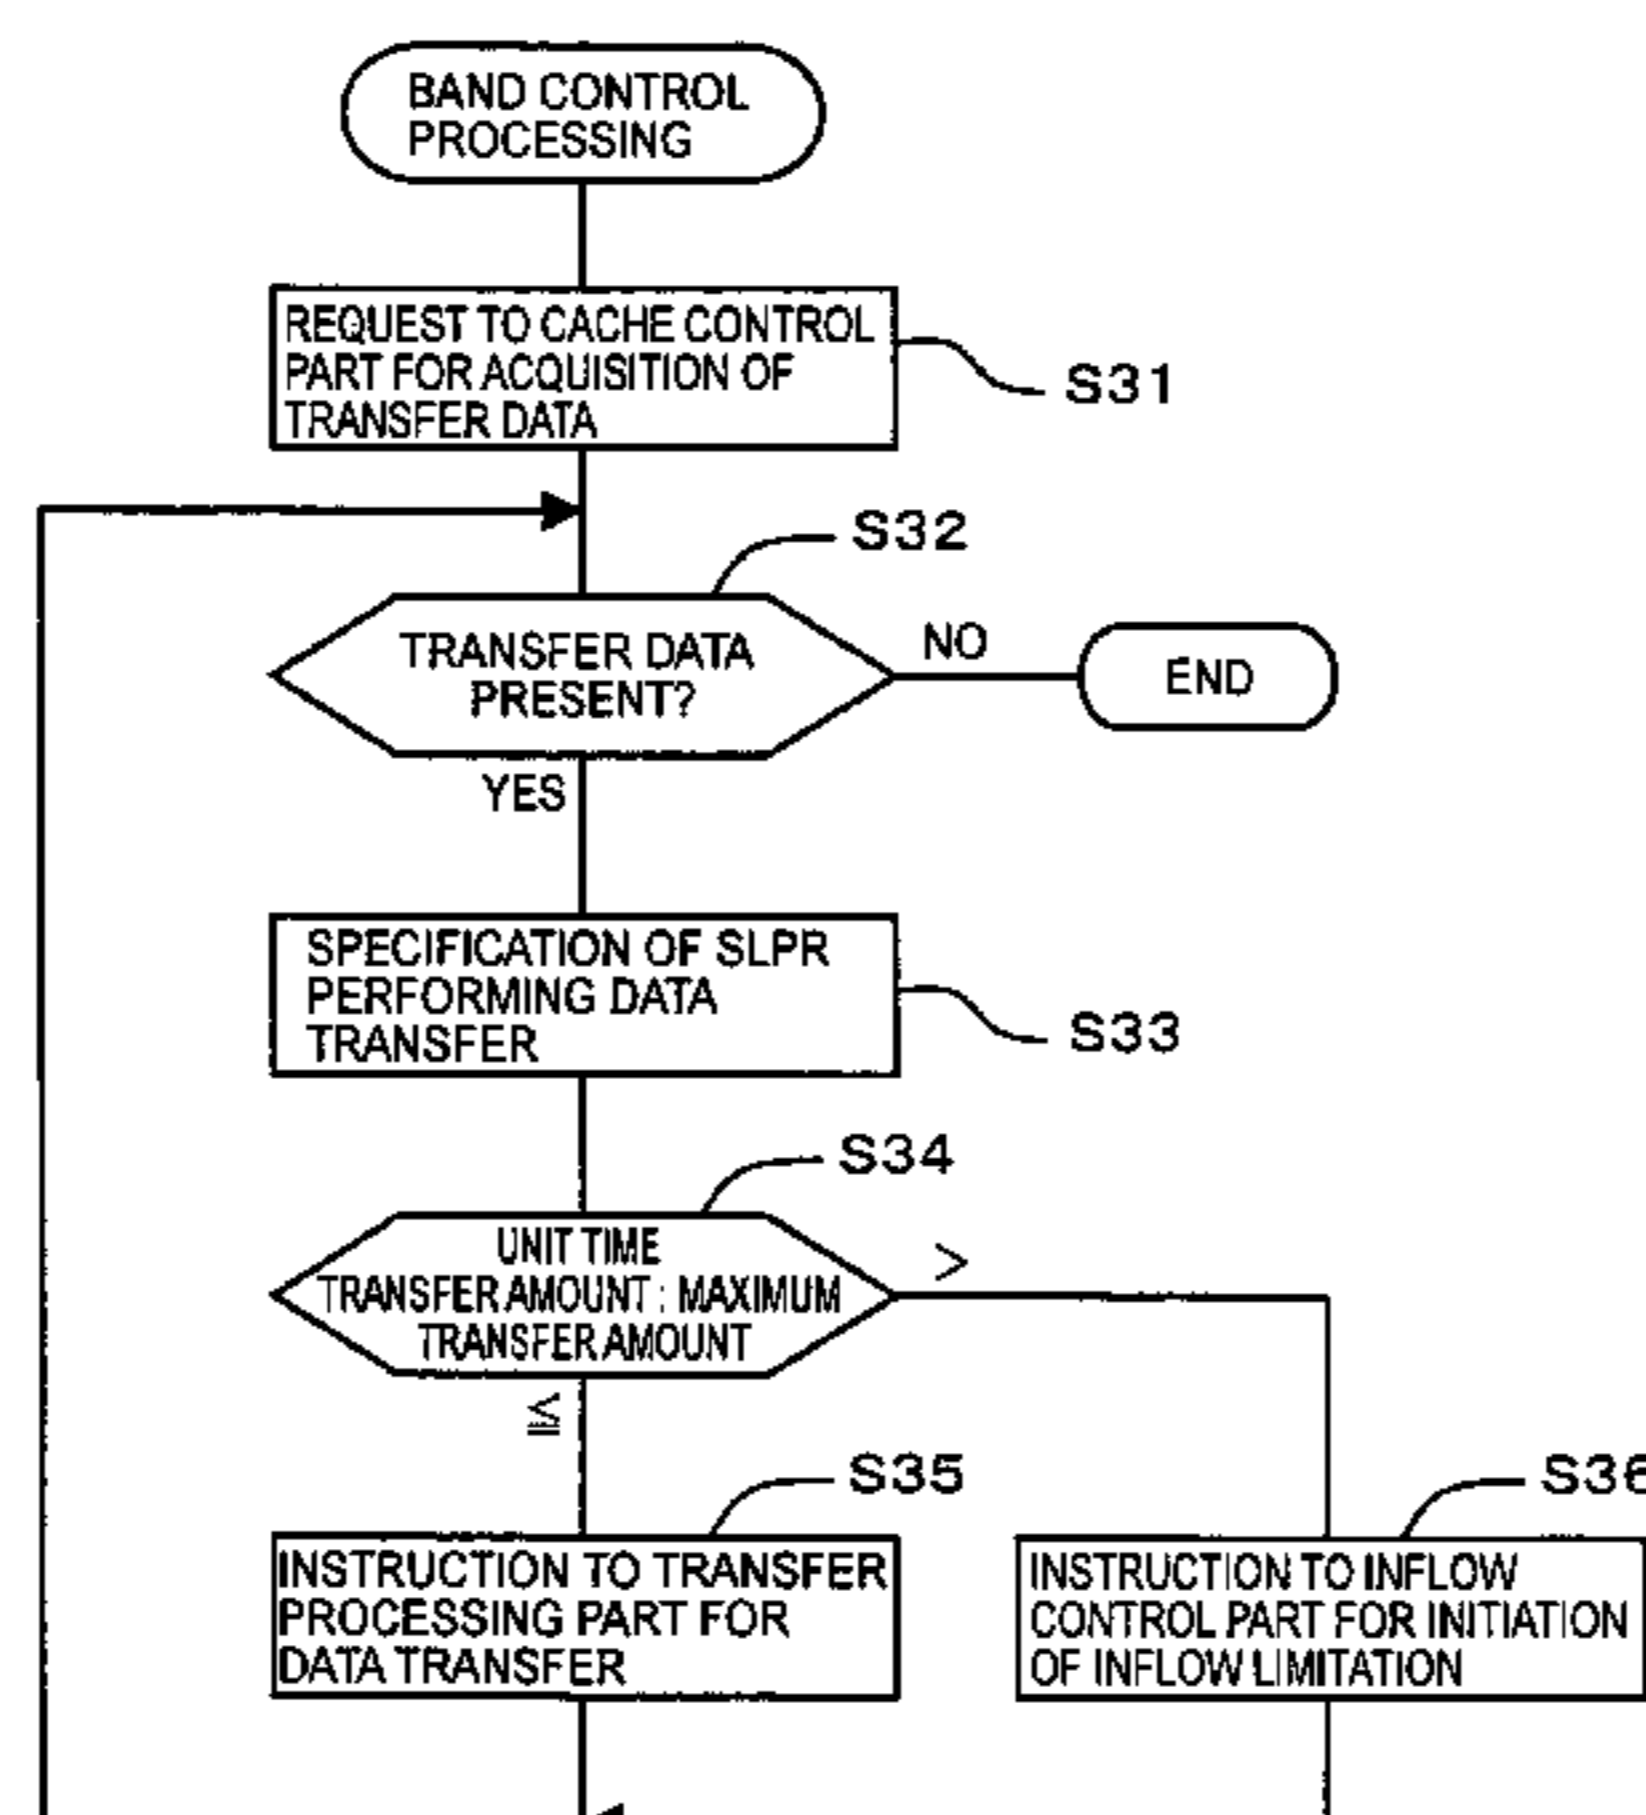 BAND CONTROL
PROCESSING
REQUEST TO CACHE CONTROL
PART FOR ACQUISITION OF
TRANSFER DATA
S31
S32
TRANSFER DATA
PRESENT?
NO
END
YES
SPECIFICATION OF SLPR
PERFORMING DATA
TRANSFER
S33
S34
UNIT TIME
TRANSFER AMOUNT : MAXIMUM
TRANSFER AMOUNT
>
≦
S35
INSTRUCTION TO TRANSFER
PROCESSING PART FOR
DATA TRANSFER
S36
INSTRUCTION TO INFLOW
CONTROL PART FOR INITIATION
OF INFLOW LIMITATION